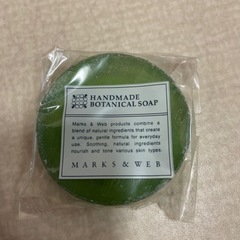 HANDMADE
BOTANICAL SOAP
Marks & Web products combine a
blend of natural ingredients that create
a unique, gentle formula for everyday
use. Soothing, natural ingredients
nourish and tone various skin types.
MARKS & WEB